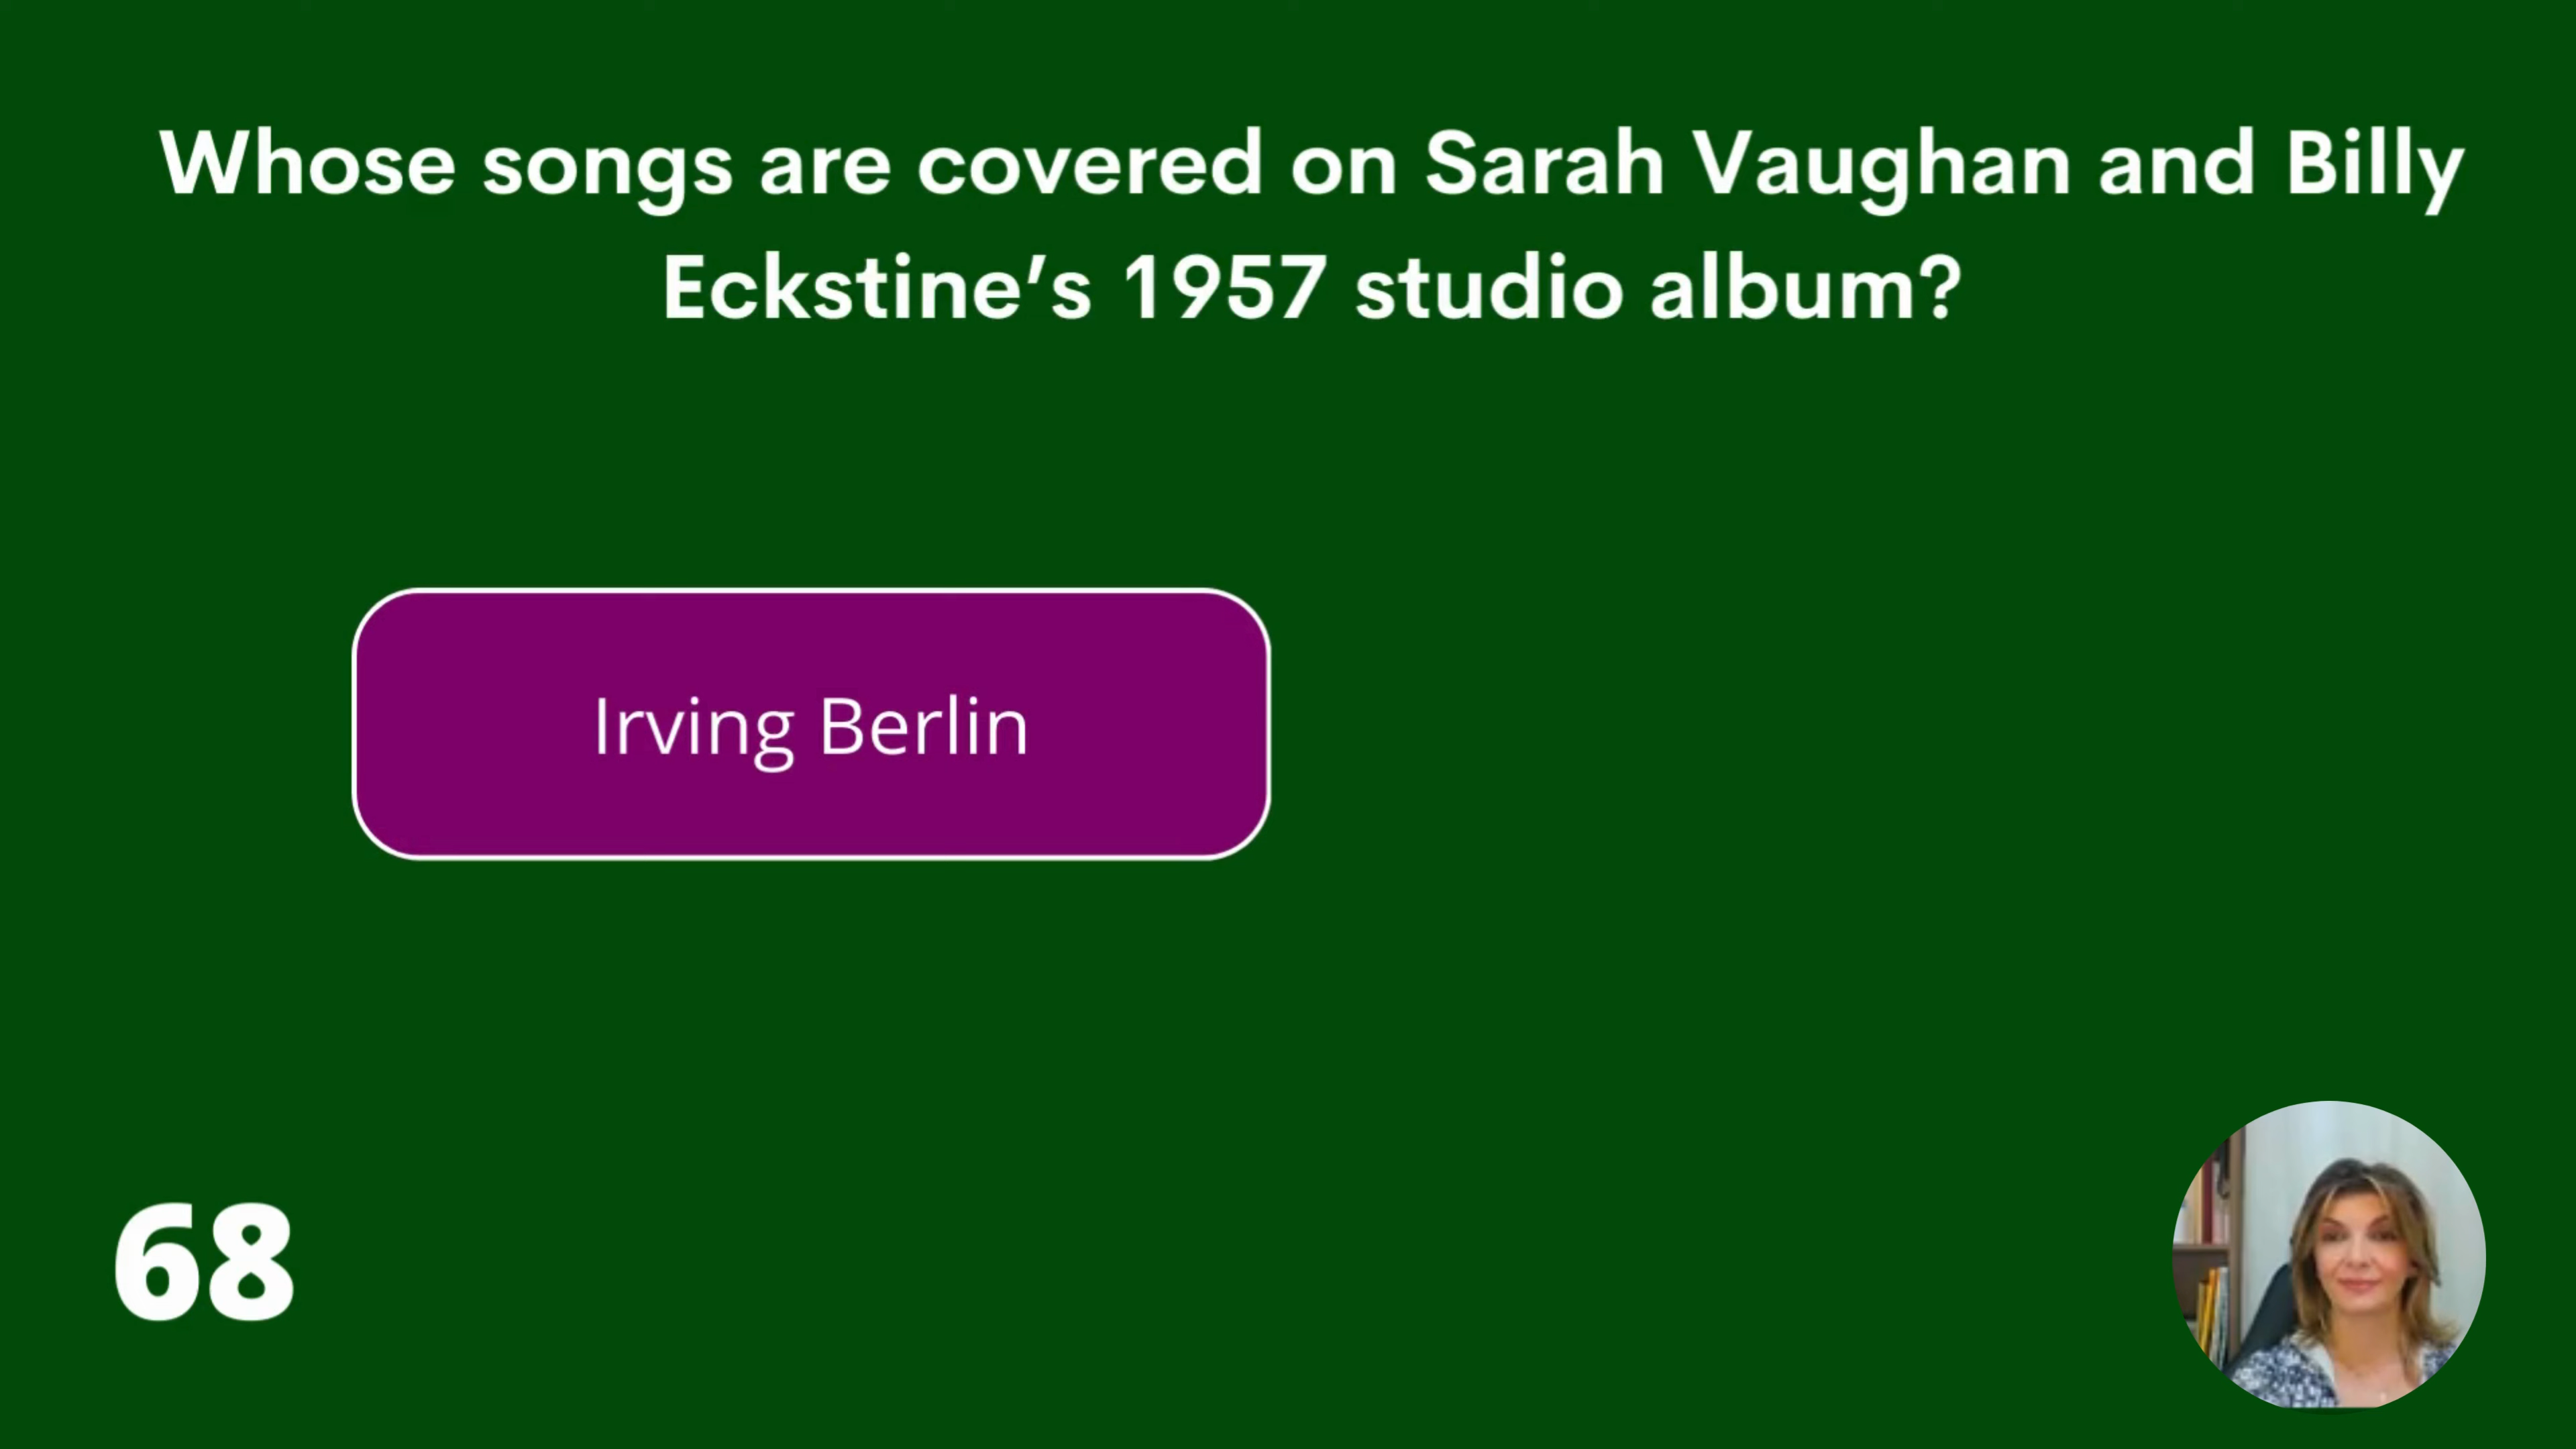 Whose songs are covered on Sarah Vaughan and Billy
Eckstine’s 1957 studio album?
Irving Berlin
68